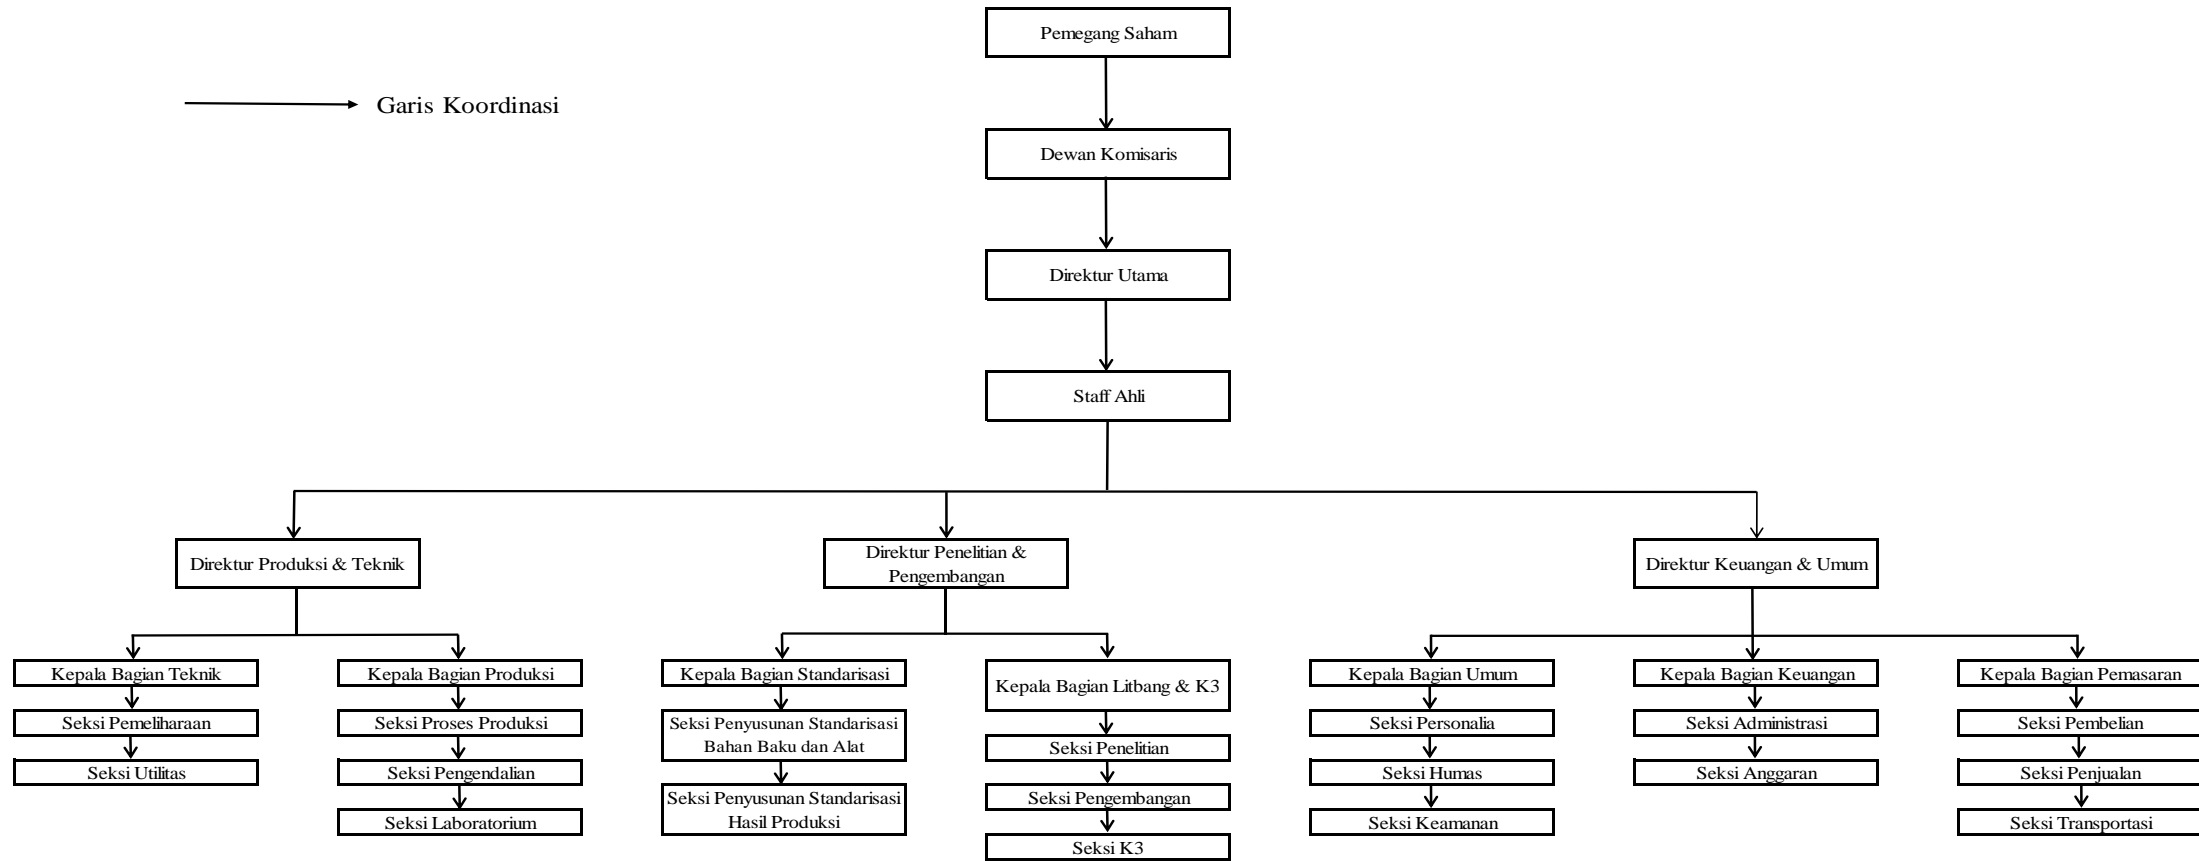 Pemegang Saham
Garis Koordinasi
Dewan Komisaris
Direktur Utama
Staff Ahli
Direktur Produksi & Teknik
Direktur Penelitian &
Pengembangan
Direktur Keuangan & Umum
Kepala Bagian Teknik
Seksi Pemeliharaan
Seksi Utilitas
Kepala Bagian Produksi
Seksi Proses Produksi
Seksi Pengendalian
Seksi Laboratorium
Kepala Bagian Standarisasi
Seksi Penyusunan Standarisasi
Bahan Baku dan Alat
Seksi Penyusunan Standarisasi
Hasil Produksi
Kepala Bagian Litbang & K3
Seksi Penelitian
Seksi Pengembangan
Seksi K3
Kepala Bagian Umum
Seksi Personalia
Seksi Humas
Seksi Keamanan
Kepala Bagian Keuangan
Seksi Administrasi
Seksi Anggaran
Kepala Bagian Pemasaran
Seksi Pembelian
Seksi Penjualan
Seksi Transportasi